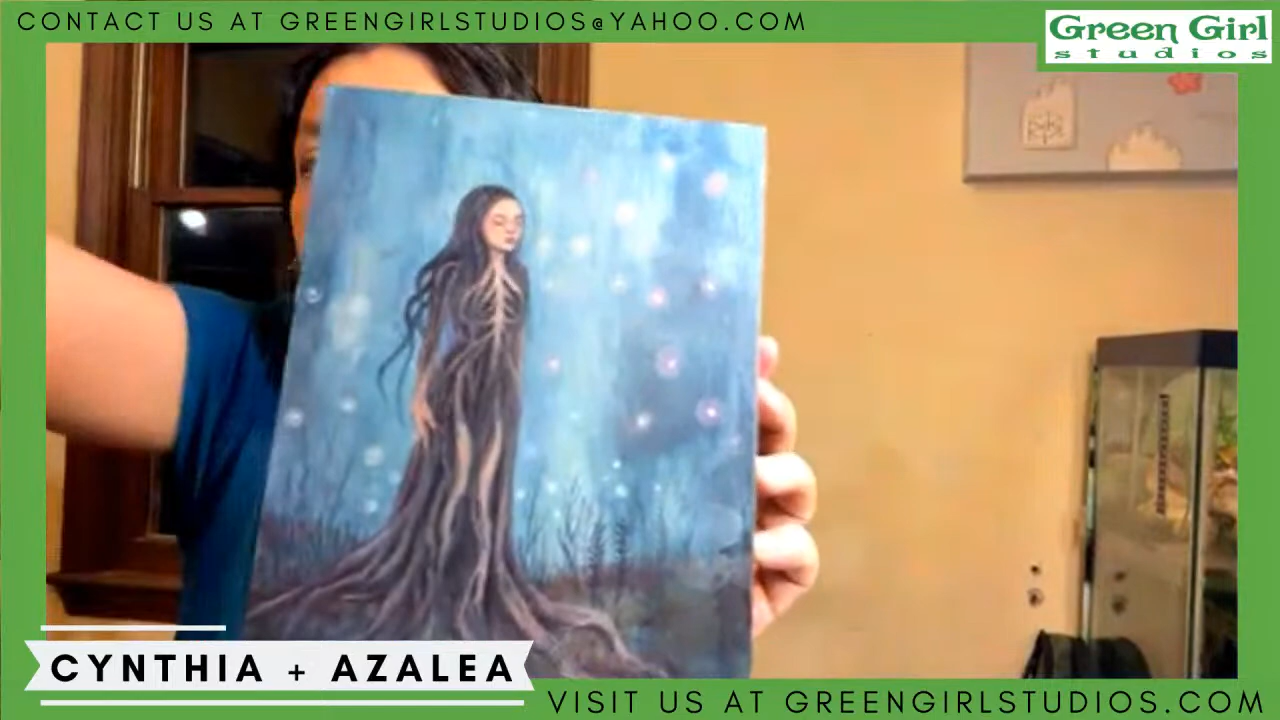 CONTACT US AT GREENGIRLSTUDIOS@YAHOO.COM
Green Girl
studios
CYNTHIA + AZALEA
VISIT US AT GREENGIRLSTUDIOS.COM